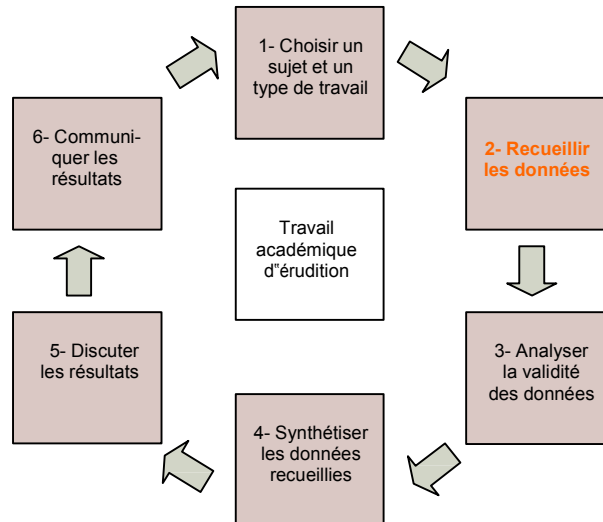 1- Choisir un
sujet et un
type de travail
2- Recueillir
les données
3- Analyser
la validité
des données
4- Synthétiser
les données
recueillies
5- Discuter
les résultats
6- Communi-
quer les
résultats
Travail
académique
d‟érudition